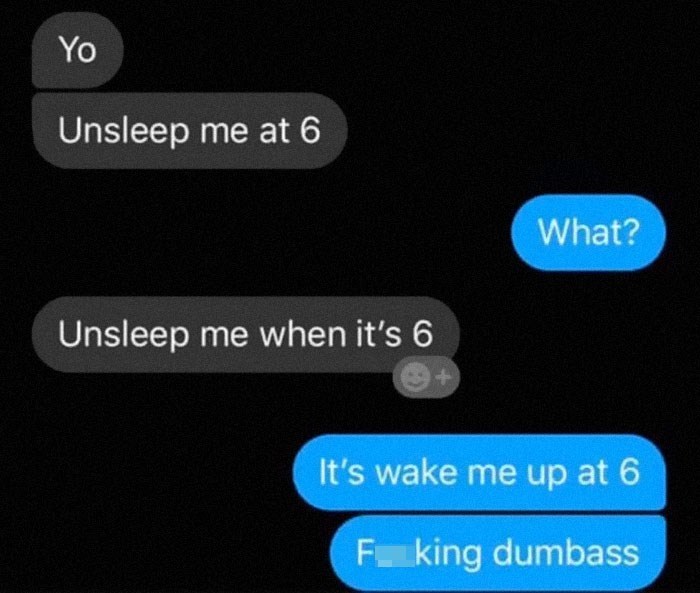 Yo
Unsleep me at 6
What?
Unsleep me when it's 6
It's wake me up at 6
F king dumbass